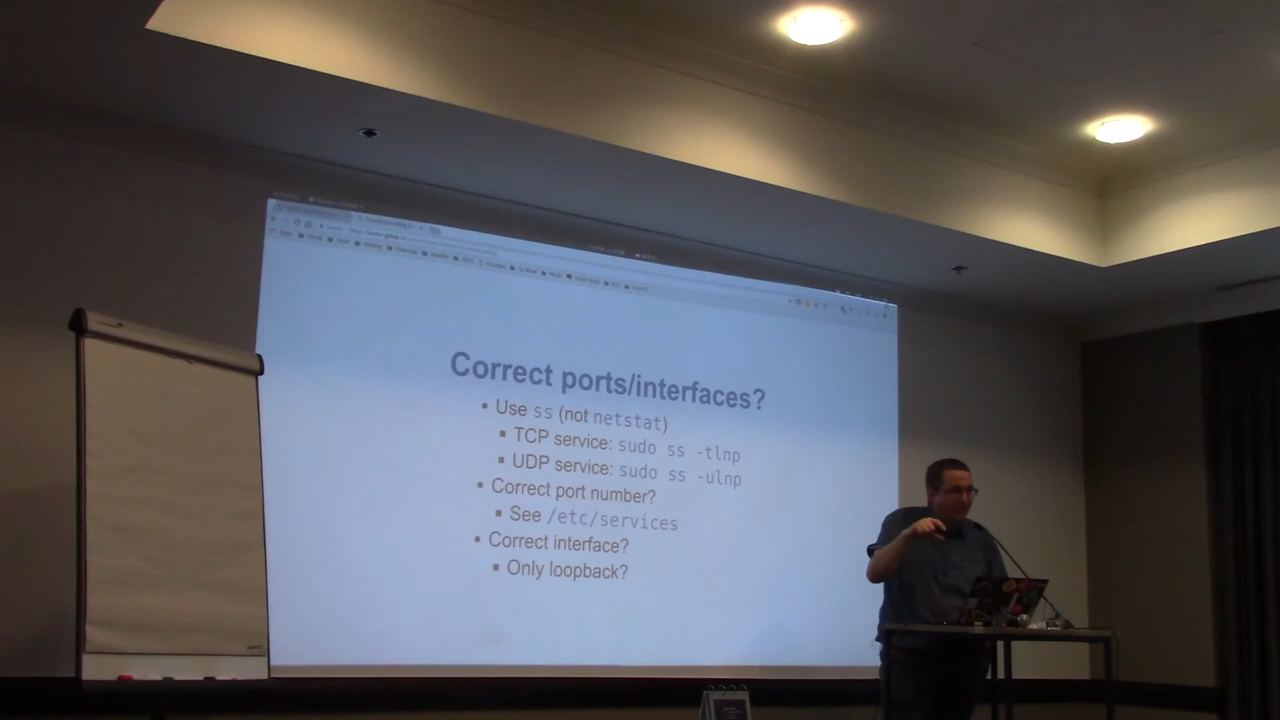 Correct ports/interfaces?
• Use ss (not netstat)
▪ TCP service: sudo ss -tlnp
▪ UDP service: sudo ss -ulnp
• Correct port number?
▪ See /etc/services
• Correct interface?
▪ Only loopback?